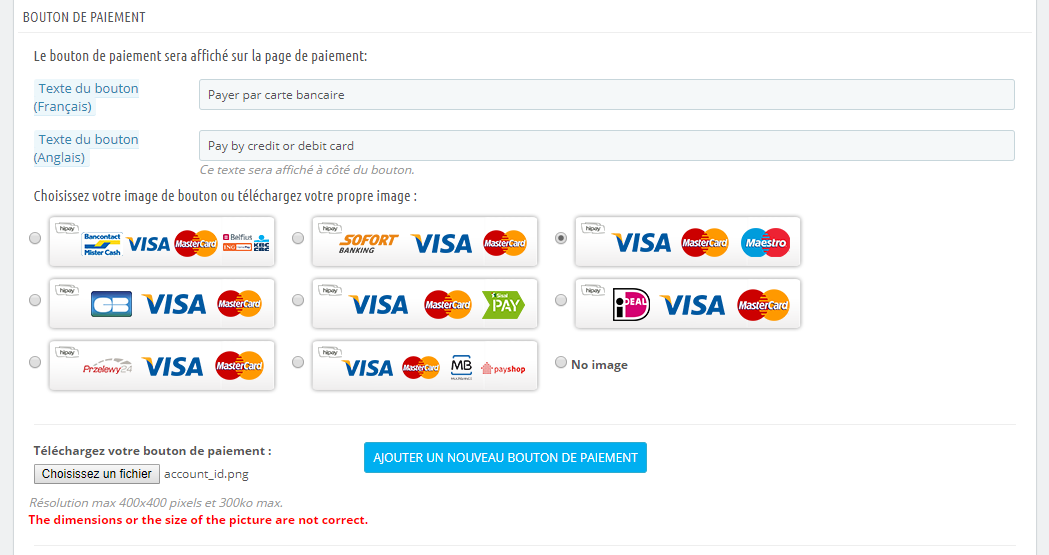 BOUTON DE PAIEMENT
Le bouton de paiement sera affiché sur la page de paiement:
Texte du bouton
(Français)
Payer par carte bancaire
Texte du bouton
(Anglais)
Pay by credit or debit card
Ce texte sera affiché à côté du bouton.
Choisissez votre image de bouton ou téléchargez votre propre image :
hipay Bancontact Mister Cash VISA MasterCard Belfius ING KBC CBC
hipay SOFORT BANKING VISA MasterCard
hipay VISA MasterCard Maestro
hipay CB VISA MasterCard
hipay VISA MasterCard PAY
hipay iDEAL VISA MasterCard
hipay Przelewy24 VISA MasterCard
hipay VISA MasterCard MB MULTIBANCO payshop
No image
Téléchargez votre bouton de paiement :
AJOUTER UN NOUVEAU BOUTON DE PAIEMENT
Choisissez un fichier account_id.png
Résolution max 400x400 pixels et 300ko max.
The dimensions or the size of the picture are not correct.